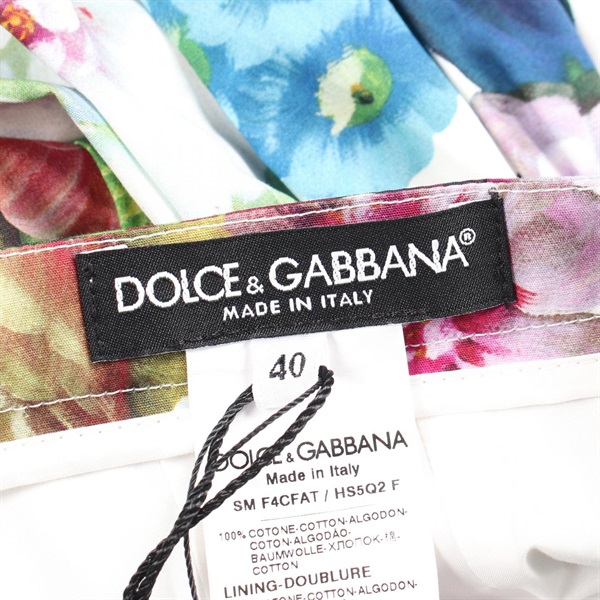 DOLCE & GABBANA®
MADE IN ITALY
40
DOLCE & GABBANA
Made in Italy
SM F4CFAT / HS5Q2 F
100% COTONE-COTTON-ALGODON-
COTON-ALGODÃO-
BAUMWOLLE-ХЛОПОК-棉-
COTTON
LINING-DOUBLURE